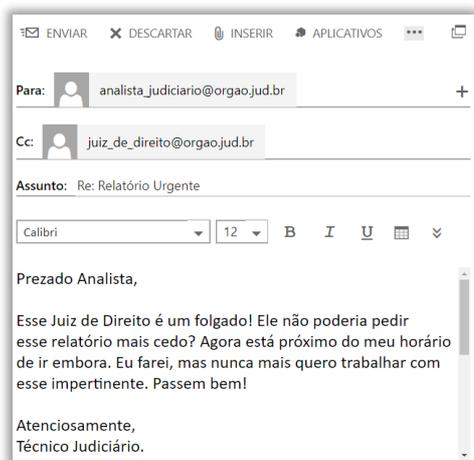 ENVIAR DESCARTAR INSERIR APLICATIVOS
Para: analista_judiciario@orgao.jud.br
Cc: juiz_de_direito@orgao.jud.br
Assunto: Re: Relatório Urgente
Calibri 12 B I U
Prezado Analista,
Esse Juiz de Direito é um folgado! Ele não poderia pedir
esse relatório mais cedo? Agora está próximo do meu horário
de ir embora. Eu farei, mas nunca mais quero trabalhar com
esse impertinente. Passem bem!
Atenciosamente,
Técnico Judiciário.